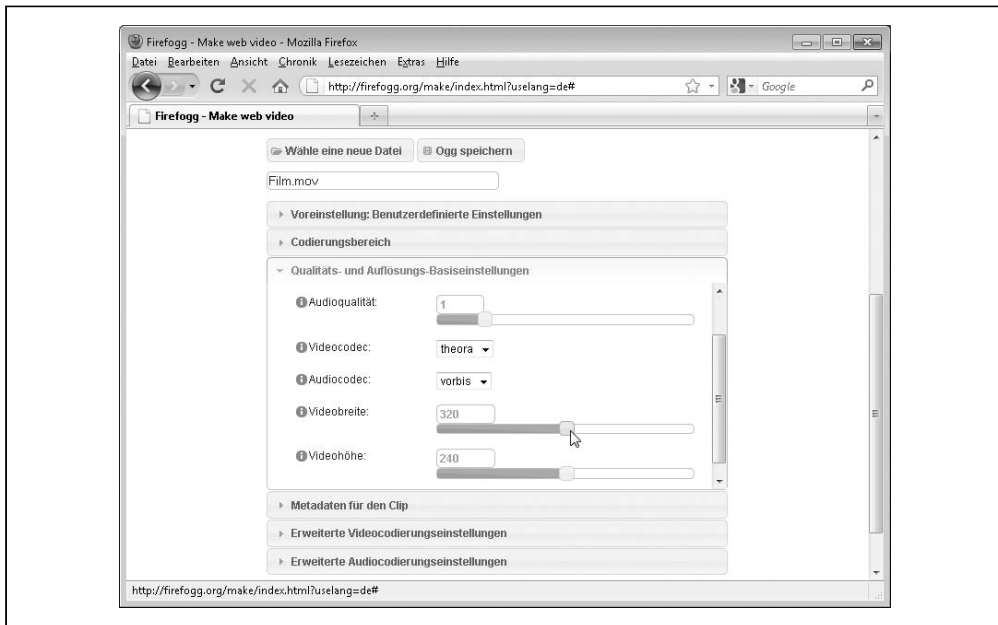 Firefogg - Make web video - Mozilla Firefox
Datei Bearbeiten Ansicht Chronik Lesezeichen Extras Hilfe
http://firefogg.org/make/index.html?uselang=de#
Google
Firefogg - Make web video
Wähle eine neue Datei
Ogg speichern
Film.mov
Voreinstellung: Benutzerdefinierte Einstellungen
Codierungsbereich
Qualitäts- und Auflösungs-Basiseinstellungen
Audioqualität:
1
Videocodec:
theora
Audiocodec:
vorbis
Videobreite:
320
Videohöhe:
240
Metadaten für den Clip
Erweiterte Videocodierungseinstellungen
Erweiterte Audiocodierungseinstellungen
http://firefogg.org/make/index.html?uselang=de#